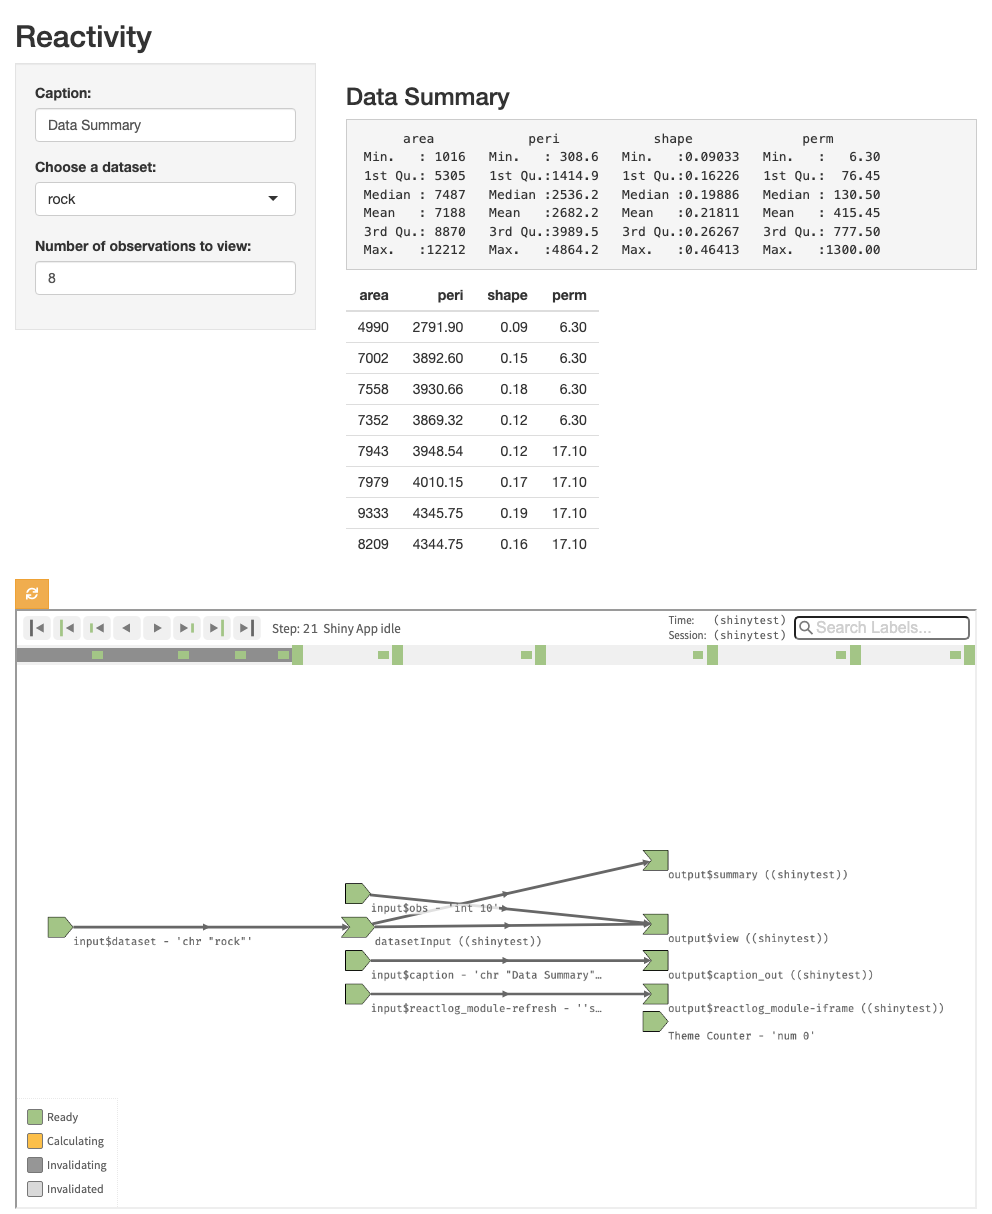 Reactivity
Caption:
Data Summary
Choose a dataset:
rock
Number of observations to view:
8
Data Summary
area peri shape perm
Min. : 1016 Min. : 308.6 Min. :0.09033 Min. : 6.30
1st Qu.: 5305 1st Qu.:1414.9 1st Qu.:0.16226 1st Qu.: 76.45
Median : 7487 Median :2536.2 Median :0.19886 Median : 130.50
Mean : 7188 Mean :2682.2 Mean :0.21811 Mean : 415.45
3rd Qu.: 8870 3rd Qu.:3989.5 3rd Qu.:0.26267 3rd Qu.: 777.50
Max. :12212 Max. :4864.2 Max. :0.46413 Max. :1300.00
area peri shape perm
4990 2791.90 0.09 6.30
7002 3892.60 0.15 6.30
7558 3930.66 0.18 6.30
7352 3869.32 0.12 6.30
7943 3948.54 0.12 17.10
7979 4010.15 0.17 17.10
9333 4345.75 0.19 17.10
8209 4344.75 0.16 17.10
Step: 21 Shiny App idle
Time: (shinytest)
Session: (shinytest)
Search Labels...
output$summary ((shinytest))
input$obs - 'int 10'
output$view ((shinytest))
input$dataset - 'chr "rock"'
datasetInput ((shinytest))
input$caption - 'chr "Data Summary"…
output$caption_out ((shinytest))
input$reactlog_module-refresh - ''s…
output$reactlog_module-iframe ((shinytest))
Theme Counter - 'num 0'
Ready
Calculating
Invalidating
Invalidated